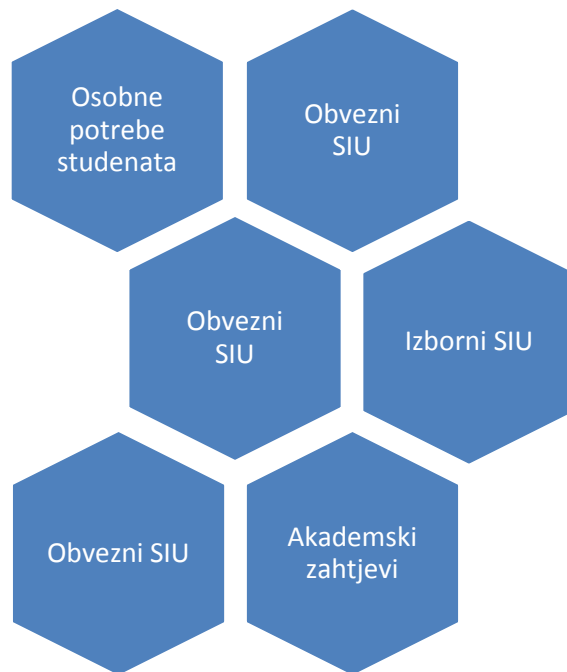 Osobne
potrebe
studenata
Obvezni
SIU
Obvezni
SIU
Izborni SIU
Obvezni SIU
Akademski
zahtjevi